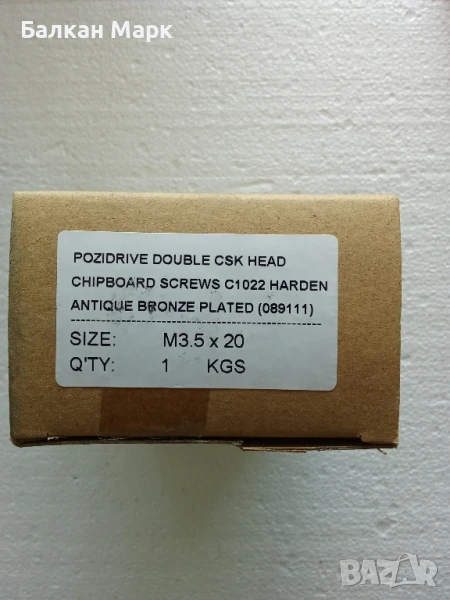 Балкан Марк
POZIDRIVE DOUBLE CSK HEAD
CHIPBOARD SCREWS C1022 HARDEN
ANTIQUE BRONZE PLATED (089111)
SIZE: M3.5 x 20
Q'TY: 1 KGS
BAZAR